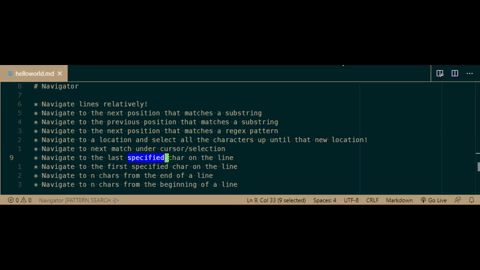 helloworld.md
0 # Navigator
7
6 * Navigate lines relatively!
5 * Navigate to the next position that matches a substring
4 * Navigate to the previous position that matches a substring
3 * Navigate to the next position that matches a regex pattern
2 * Navigate to a location and select all the characters up until that new location!
1 * Navigate to next match under cursor/selection
9 * Navigate to the last specified char on the line
1 * Navigate to the first specified char on the line
2 * Navigate to n chars from the end of a line
3 * Navigate to n chars from the beginning of a line
0 0 Navigator [PATTERN SEARCH Ln 9, Col 33 (9 selected) Spaces: 4 UTF-8 CRLF Markdown Go Live